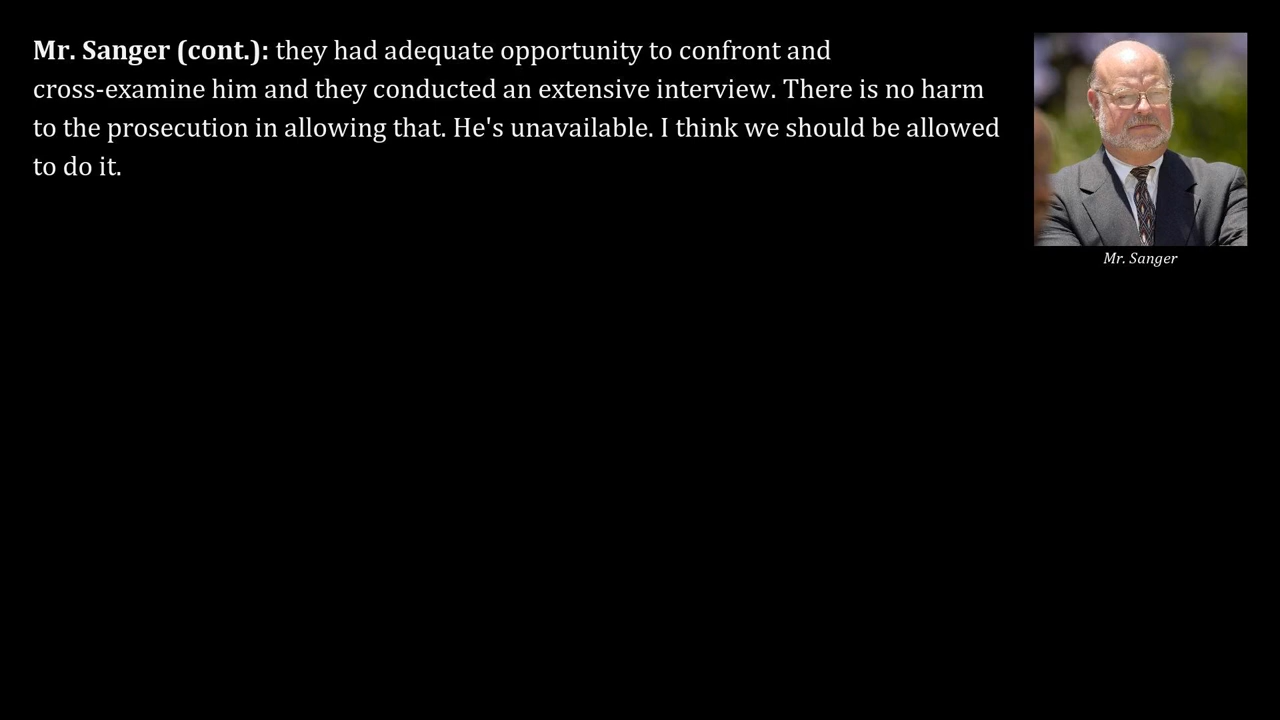 Mr. Sanger (cont.): they had adequate opportunity to confront and
cross-examine him and they conducted an extensive interview. There is no harm
to the prosecution in allowing that. He's unavailable. I think we should be allowed
to do it.
Mr. Sanger